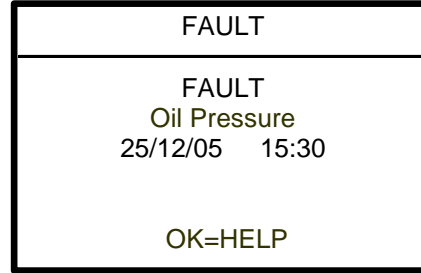 FAULT
FAULT
Oil Pressure
25/12/05 15:30
OK=HELP